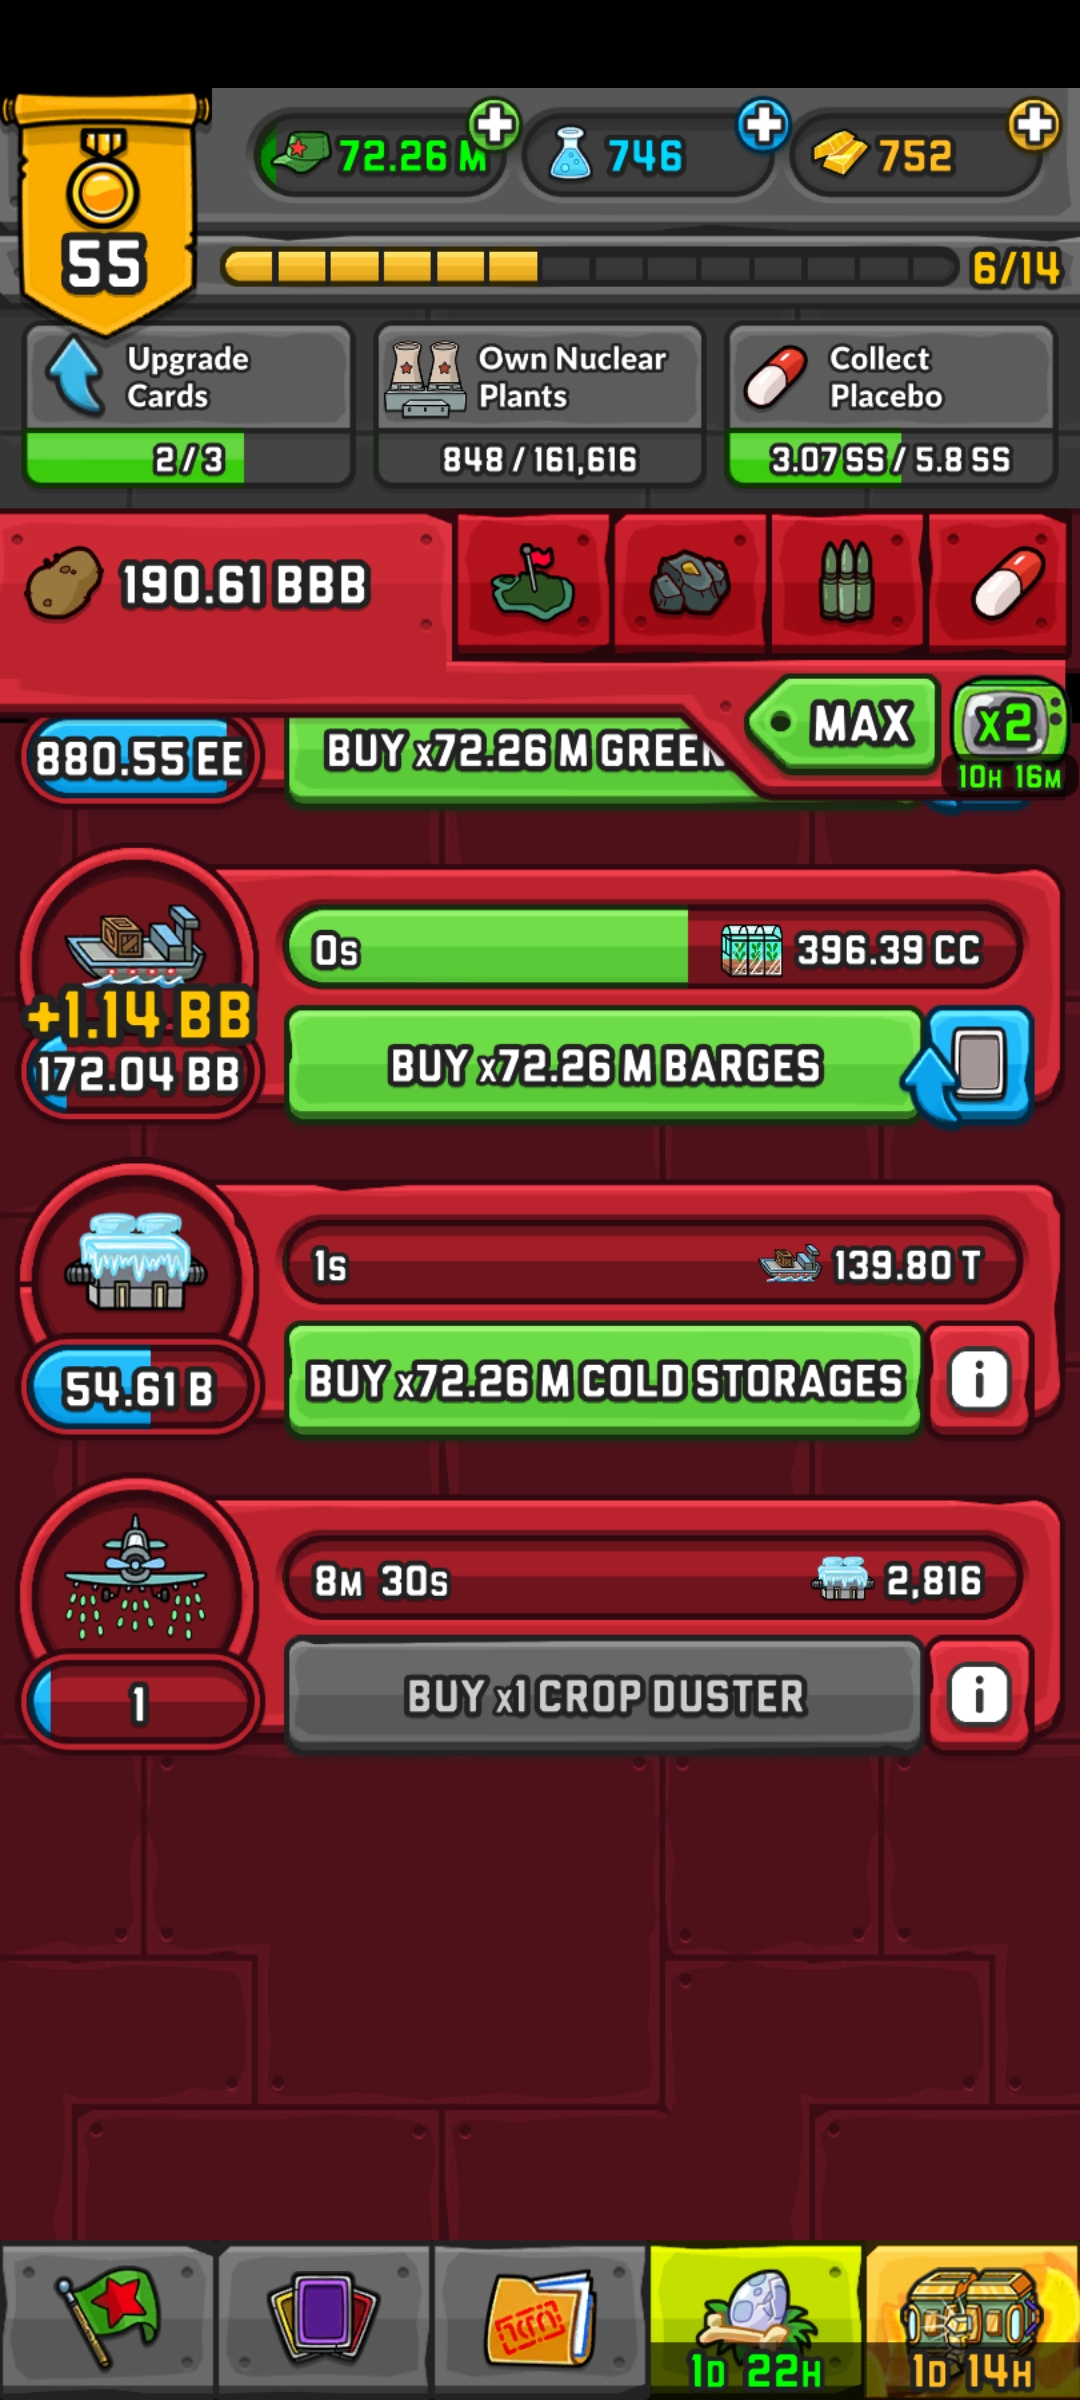 72.26 M
746
752
55
6/14
Upgrade
Cards
2/3
Own Nuclear
Plants
848/161,616
Collect
Placebo
3.07 SS/5.8 SS
190.61 BBB
MAX
x2
10H 16M
880.55 EE
BUY x72.26 M GREEN
0s
396.39 CC
+1.14 BB
172.04 BB
BUY x72.26 M BARGES
1s
139.80 T
54.61 B
BUY x72.26 M COLD STORAGES
i
8M 30s
2,816
1
BUY x1 CROP DUSTER
i
1D 22H
1D 14H